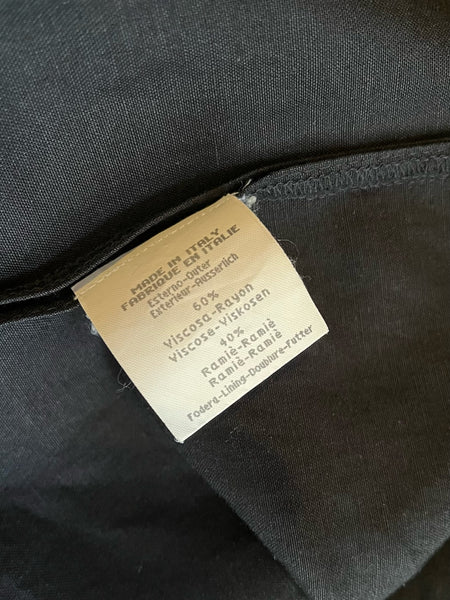 MADE IN ITALY
FABRIQUE EN ITALIE
Esterno-Outer
Exterieur-Ausserlich
60%
Viscosa-Rayon
Viscose-Viskosen
40%
Ramiè-Ramiè
Ramiè-Ramiè
Fodera-Lining-Doublure-Futter